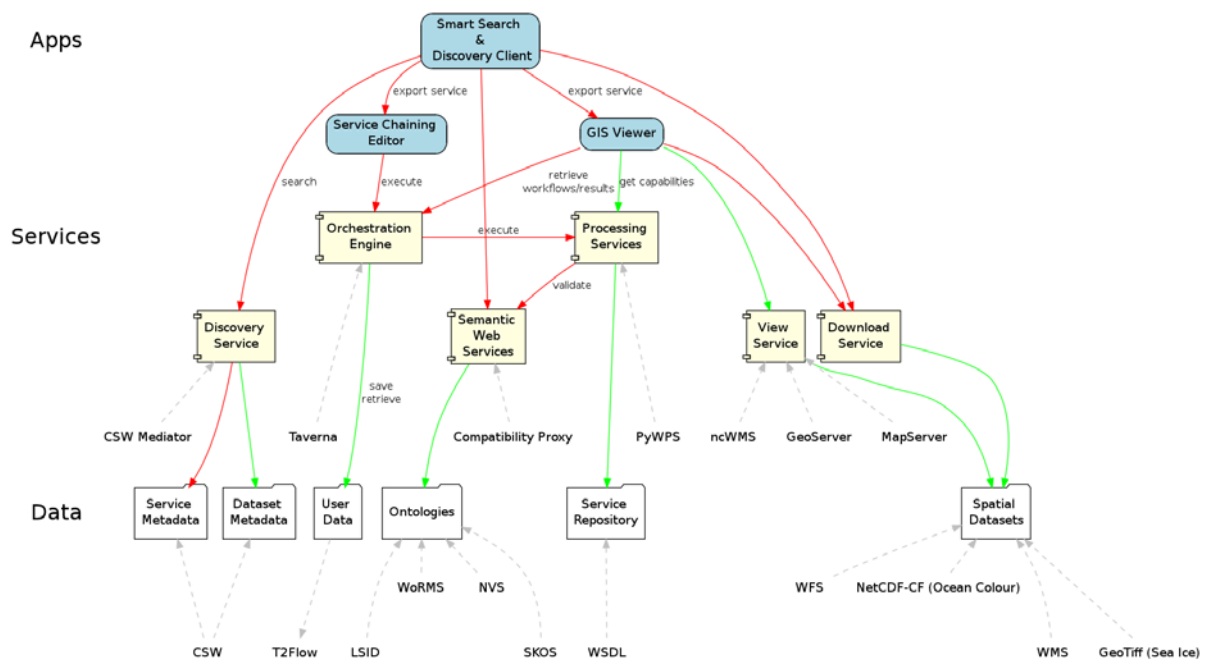 Apps
Smart Search
&
Discovery Client
export service
export service
Service Chaining
Editor
GIS Viewer
search
execute
retrieve
workflows/results
get capabilities
Services
Orchestration
Engine
execute
Processing
Services
validate
Discovery
Service
Semantic
Web
Services
View
Service
Download
Service
save
retrieve
CSW Mediator
Taverna
Compatibility Proxy
PyWPS
ncWMS
GeoServer
MapServer
Data
Service
Metadata
Dataset
Metadata
User
Data
Ontologies
Service
Repository
Spatial
Datasets
WoRMS
NVS
WFS
NetCDF-CF (Ocean Colour)
CSW
T2Flow
LSID
SKOS
WSDL
WMS
GeoTiff (Sea Ice)